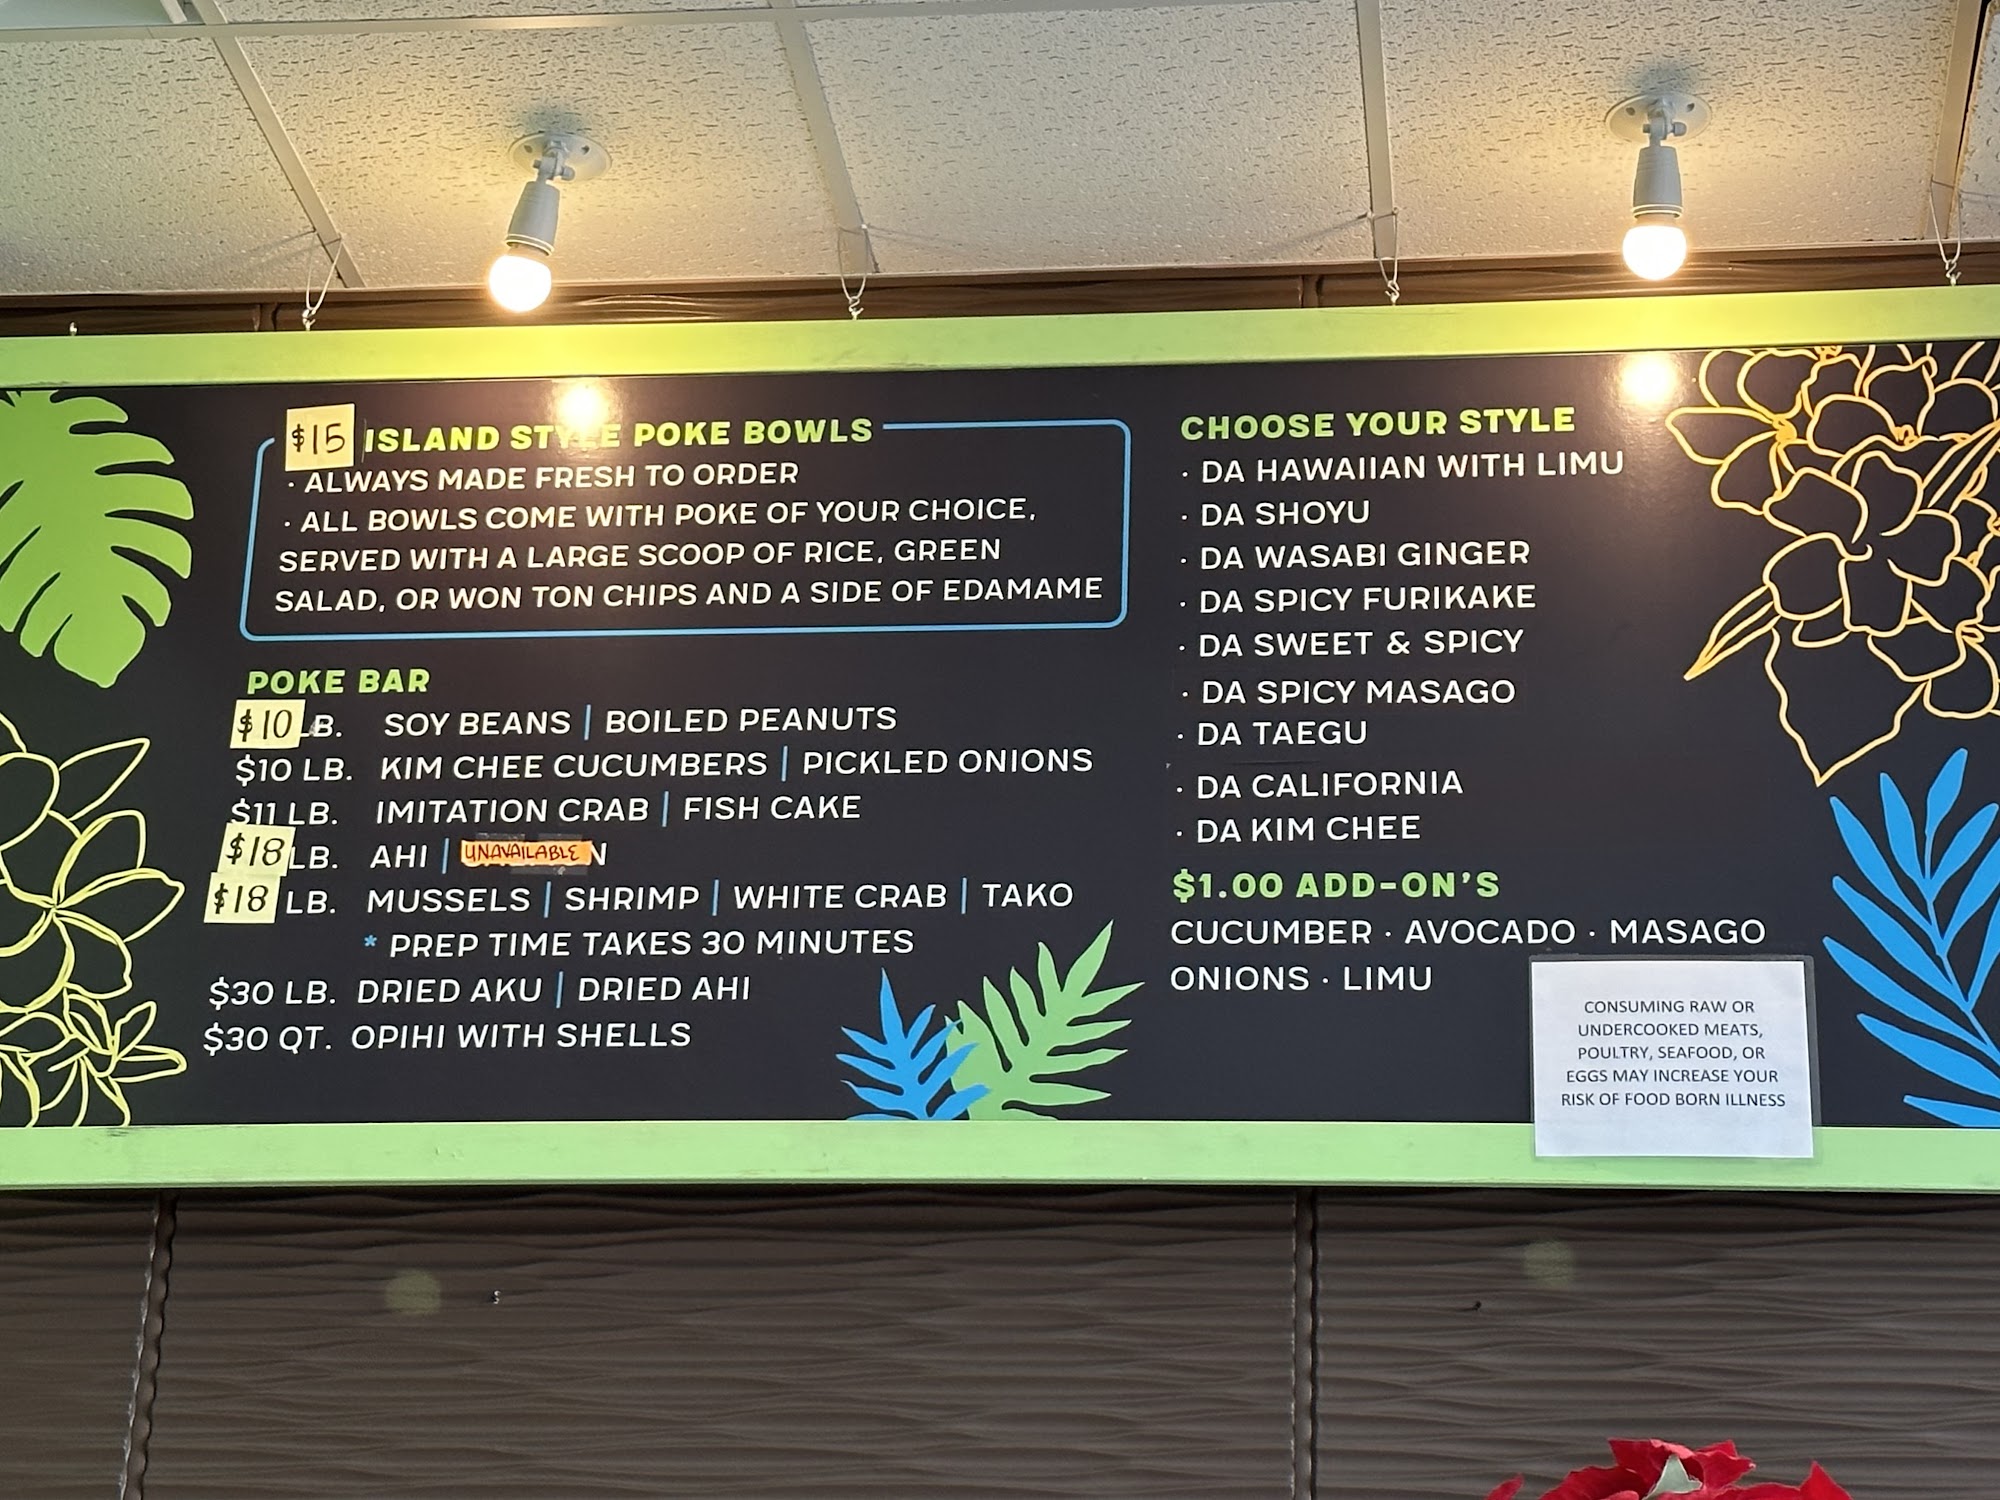 $15 ISLAND STYLE POKE BOWLS
· ALWAYS MADE FRESH TO ORDER
· ALL BOWLS COME WITH POKE OF YOUR CHOICE,
SERVED WITH A LARGE SCOOP OF RICE, GREEN
SALAD, OR WON TON CHIPS AND A SIDE OF EDAMAME
POKE BAR
$10 LB. SOY BEANS | BOILED PEANUTS
$10 LB. KIM CHEE CUCUMBERS | PICKLED ONIONS
$11 LB. IMITATION CRAB | FISH CAKE
$18 LB. AHI | UNAVAILABLE
$18 LB. MUSSELS | SHRIMP | WHITE CRAB | TAKO
* PREP TIME TAKES 30 MINUTES
$30 LB. DRIED AKU | DRIED AHI
$30 QT. OPIHI WITH SHELLS
CHOOSE YOUR STYLE
· DA HAWAIIAN WITH LIMU
· DA SHOYU
· DA WASABI GINGER
· DA SPICY FURIKAKE
· DA SWEET & SPICY
· DA SPICY MASAGO
· DA TAEGU
· DA CALIFORNIA
· DA KIM CHEE
$1.00 ADD-ON'S
CUCUMBER · AVOCADO · MASAGO
ONIONS · LIMU
CONSUMING RAW OR
UNDERCOOKED MEATS,
POULTRY, SEAFOOD, OR
EGGS MAY INCREASE YOUR
RISK OF FOOD BORN ILLNESS